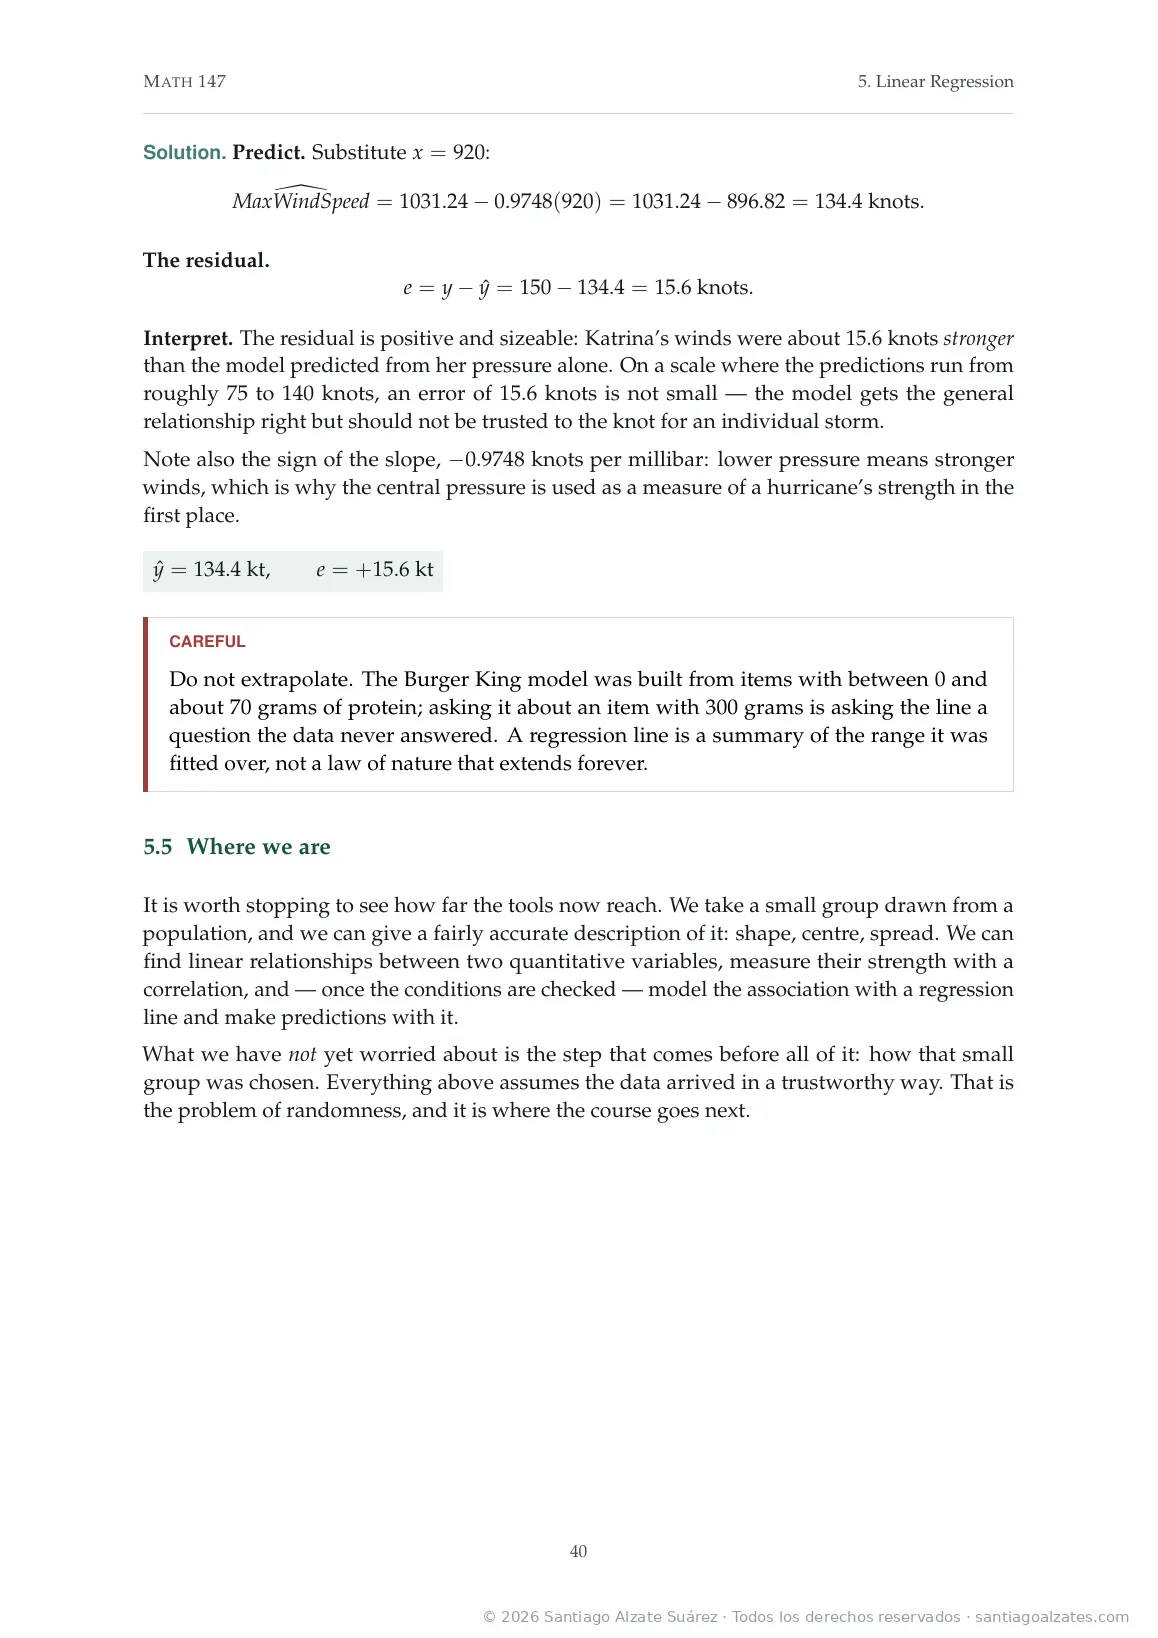 MATH 147
5. Linear Regression
Solution. Predict. Substitute x = 920:
MaxWindSpeed^ = 1031.24 − 0.9748(920) = 1031.24 − 896.82 = 134.4 knots.
The residual.
e = y − ŷ = 150 − 134.4 = 15.6 knots.
Interpret. The residual is positive and sizeable: Katrina’s winds were about 15.6 knots stronger
than the model predicted from her pressure alone. On a scale where the predictions run from
roughly 75 to 140 knots, an error of 15.6 knots is not small — the model gets the general
relationship right but should not be trusted to the knot for an individual storm.
Note also the sign of the slope, −0.9748 knots per millibar: lower pressure means stronger
winds, which is why the central pressure is used as a measure of a hurricane’s strength in the
first place.
ŷ = 134.4 kt, e = +15.6 kt
CAREFUL
Do not extrapolate. The Burger King model was built from items with between 0 and
about 70 grams of protein; asking it about an item with 300 grams is asking the line a
question the data never answered. A regression line is a summary of the range it was
fitted over, not a law of nature that extends forever.
5.5 Where we are
It is worth stopping to see how far the tools now reach. We take a small group drawn from a
population, and we can give a fairly accurate description of it: shape, centre, spread. We can
find linear relationships between two quantitative variables, measure their strength with a
correlation, and — once the conditions are checked — model the association with a regression
line and make predictions with it.
What we have not yet worried about is the step that comes before all of it: how that small
group was chosen. Everything above assumes the data arrived in a trustworthy way. That is
the problem of randomness, and it is where the course goes next.
40
© 2026 Santiago Alzate Suárez · Todos los derechos reservados · santiagoalzates.com